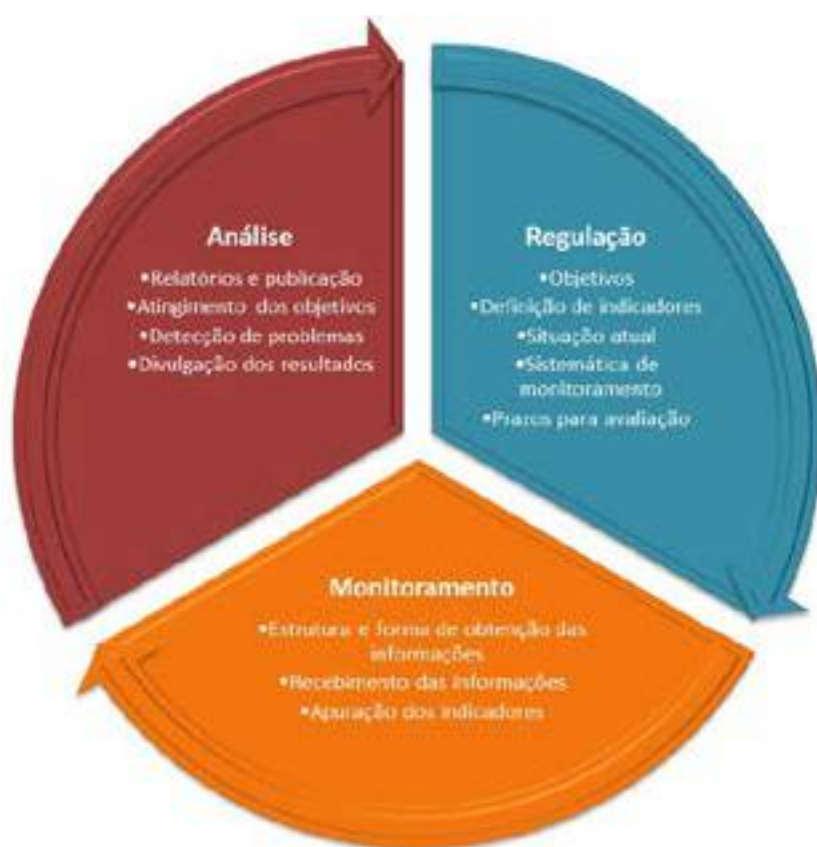 Análise
•Relatórios e publicação
•Atingimento dos objetivos
•Detecção de problemas
•Divulgação dos resultados
Regulação
•Objetivos
•Definição de indicadores
•Situação atual
•Sistemática de
monitoramento
•Prazos para avaliação
Monitoramento
•Estrutura e forma de obtenção das
informações
•Recebimento das informações
•Apuração dos indicadores